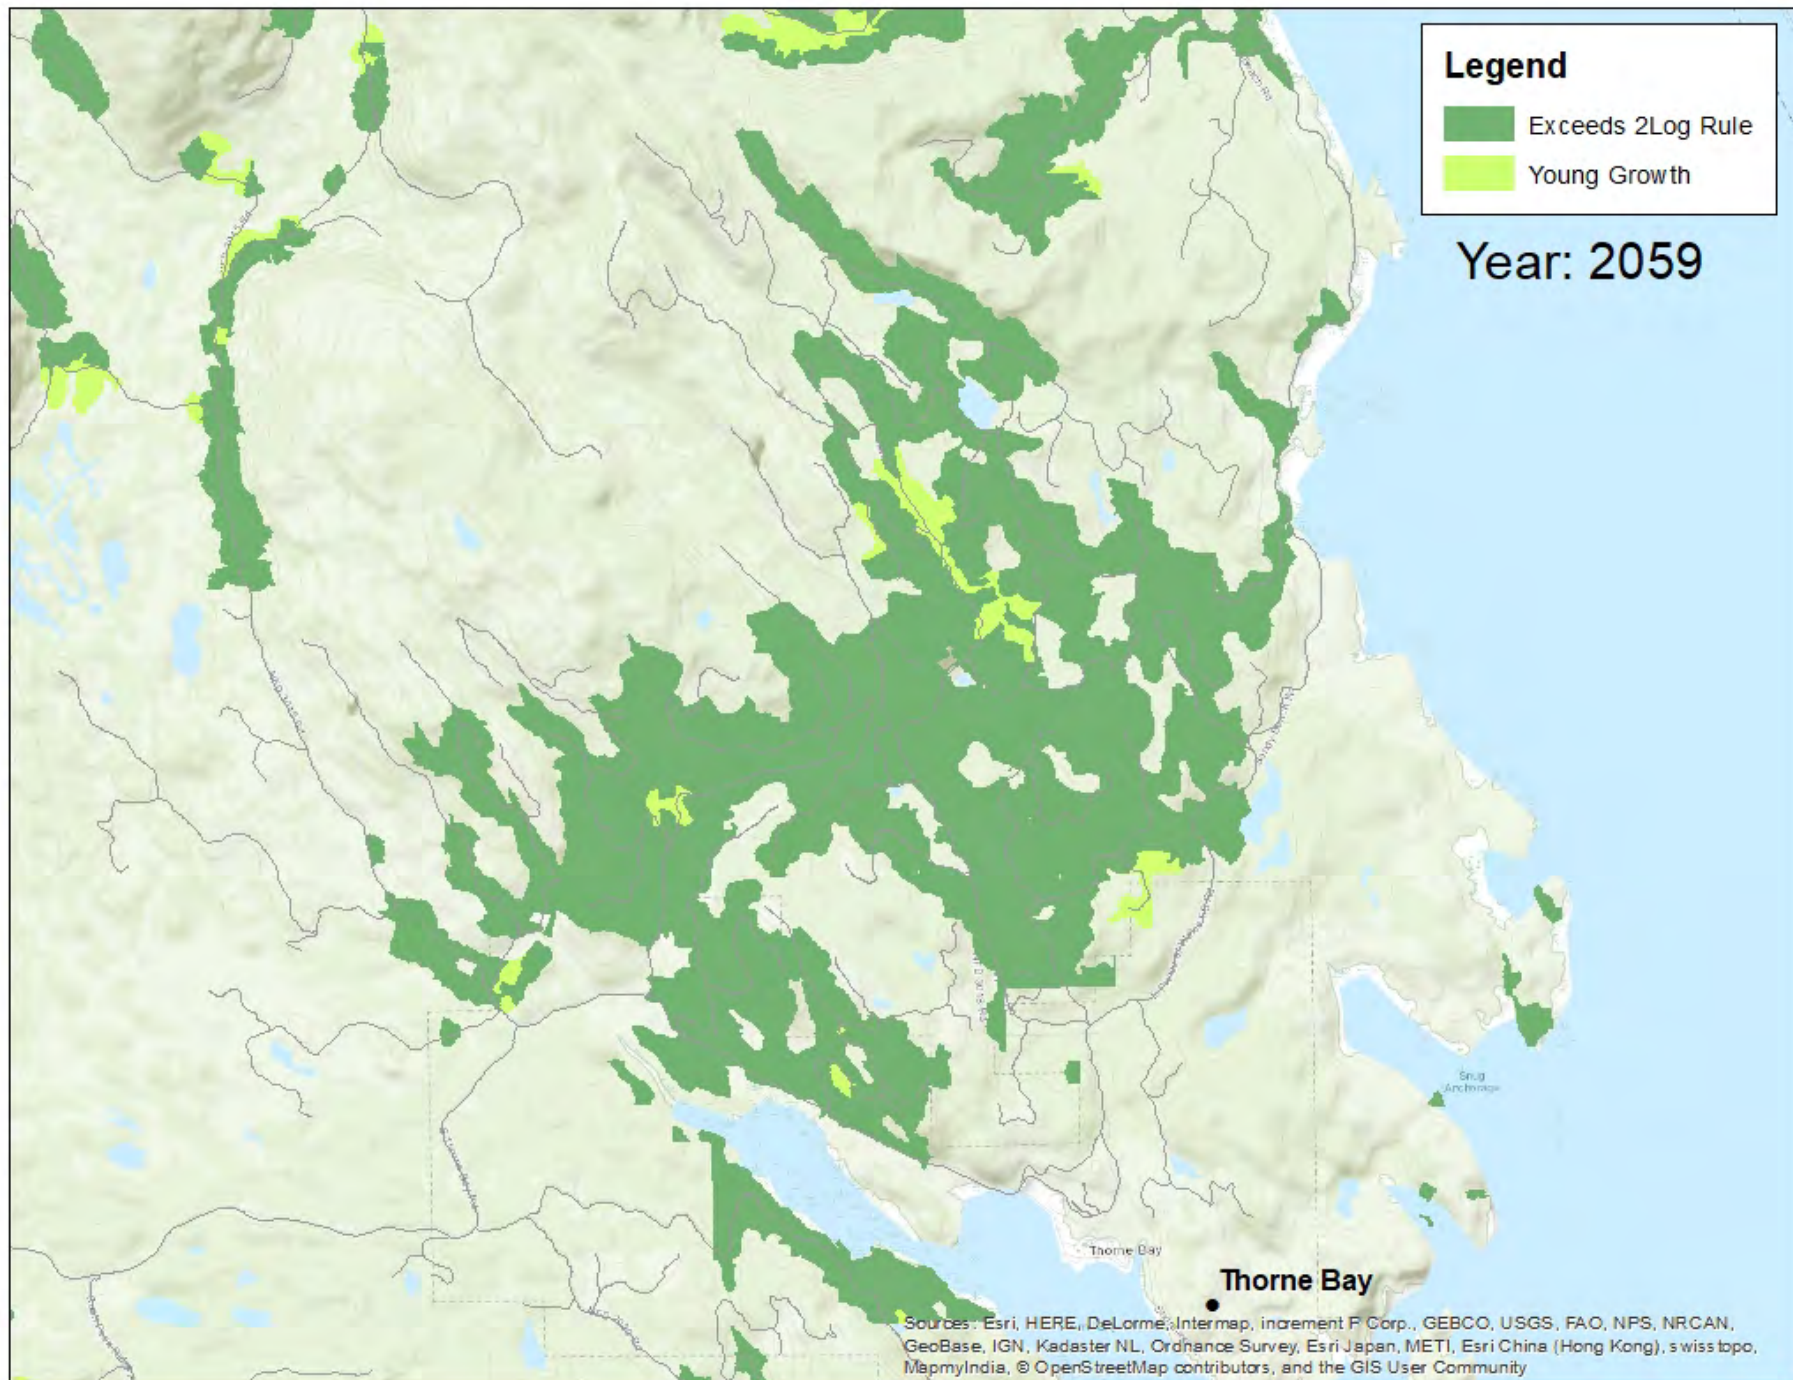 Legend
Exceeds 2Log Rule
Young Growth
Year: 2059
Snug
Anchorage
Thorne Bay
Thorne Bay
Sources: Esri, HERE, DeLorme, Intermap, increment P Corp., GEBCO, USGS, FAO, NPS, NRCAN,
GeoBase, IGN, Kadaster NL, Ordnance Survey, Esri Japan, METI, Esri China (Hong Kong), swisstopo,
MapmyIndia, © OpenStreetMap contributors, and the GIS User Community